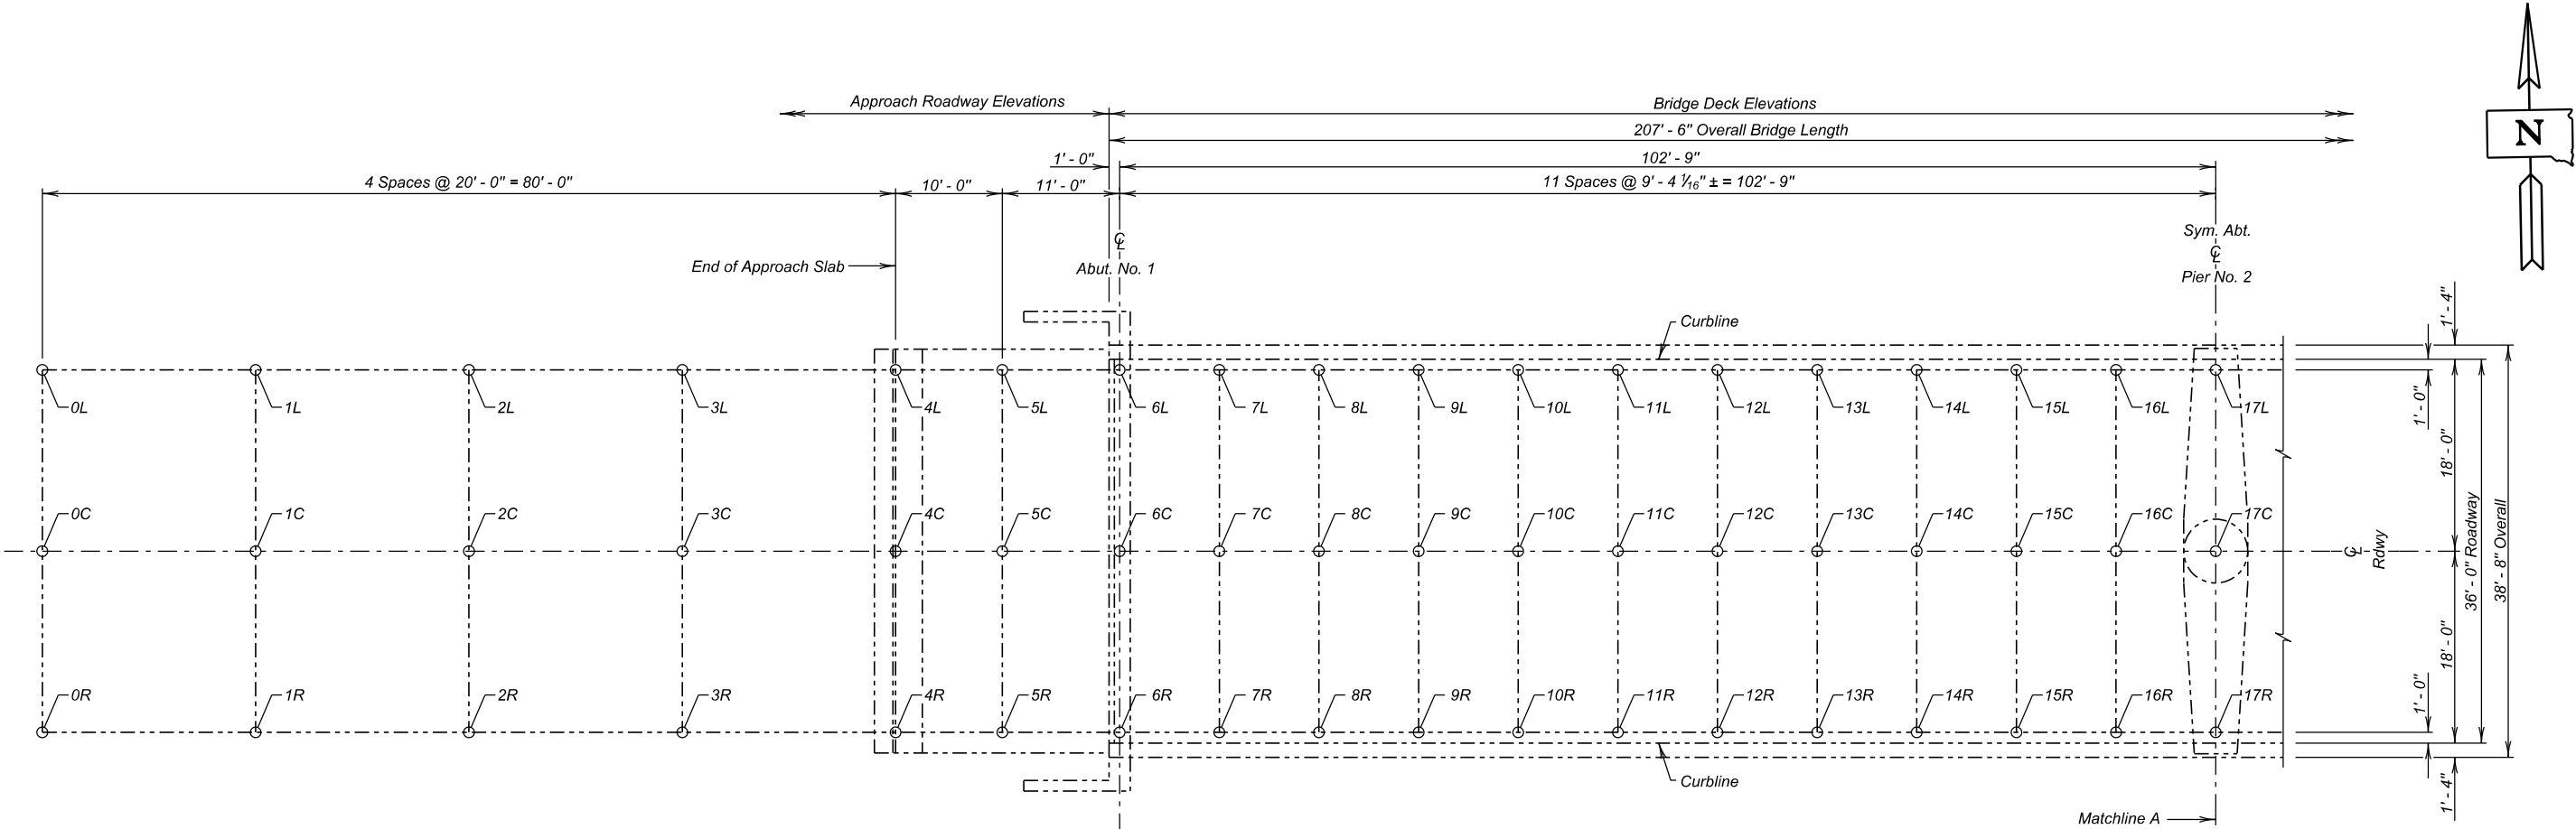 Approach Roadway Elevations
Bridge Deck Elevations
207' - 6" Overall Bridge Length
1' - 0"
102' - 9"
4 Spaces @ 20' - 0" = 80' - 0"
10' - 0"
11' - 0"
11 Spaces @ 9' - 4 1/16" ± = 102' - 9"
N
℄
Abut. No. 1
Sym. Abt.
℄
Pier No. 2
End of Approach Slab
Curbline
1' - 4"
1' - 0"
18' - 0"
36' - 0" Roadway
38' - 8" Overall
18' - 0"
1' - 0"
1' - 4"
0L 1L 2L 3L 4L 5L 6L 7L 8L 9L 10L 11L 12L 13L 14L 15L 16L 17L
0C 1C 2C 3C 4C 5C 6C 7C 8C 9C 10C 11C 12C 13C 14C 15C 16C 17C
℄
Rdwy
0R 1R 2R 3R 4R 5R 6R 7R 8R 9R 10R 11R 12R 13R 14R 15R 16R 17R
Curbline
Matchline A